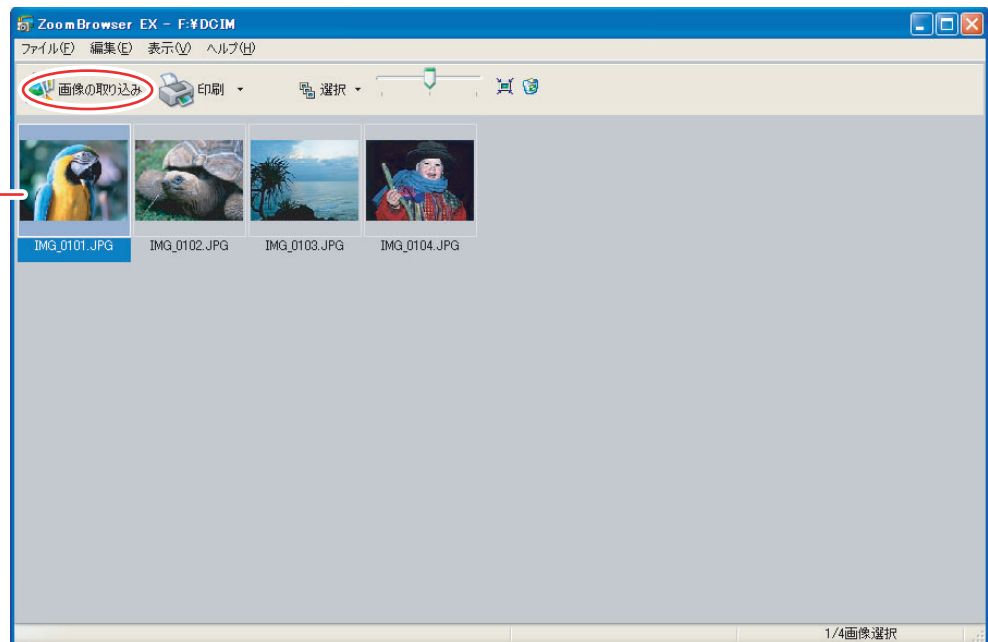 ZoomBrowser EX - F:¥DCIM
ファイル(F) 編集(E) 表示(V) ヘルプ(H)
画像の取り込み 印刷 選択
IMG_0101.JPG IMG_0102.JPG IMG_0103.JPG IMG_0104.JPG
1/4画像選択